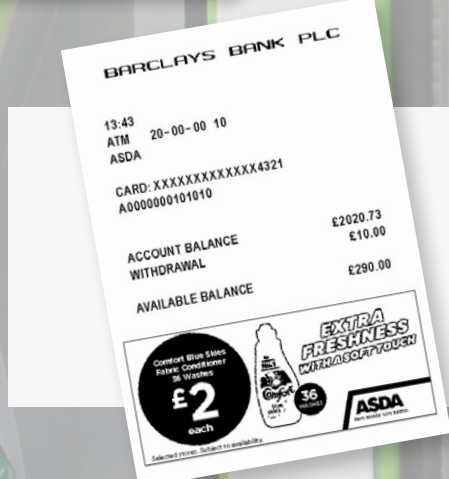 BARCLAYS BANK PLC
13:43
ATM 20-00-00 10
ASDA
CARD: XXXXXXXXXXXXX4321
A0000000101010
ACCOUNT BALANCE £2020.73
WITHDRAWAL £10.00
AVAILABLE BALANCE £290.00
Comfort Blue Skies
Fabric Conditioner
36 Washes
£2
each
Comfort
36
WASHES
EXTRA
FRESHNESS
WITH A SOFT TOUCH
ASDA
Selected stores. Subject to availability.